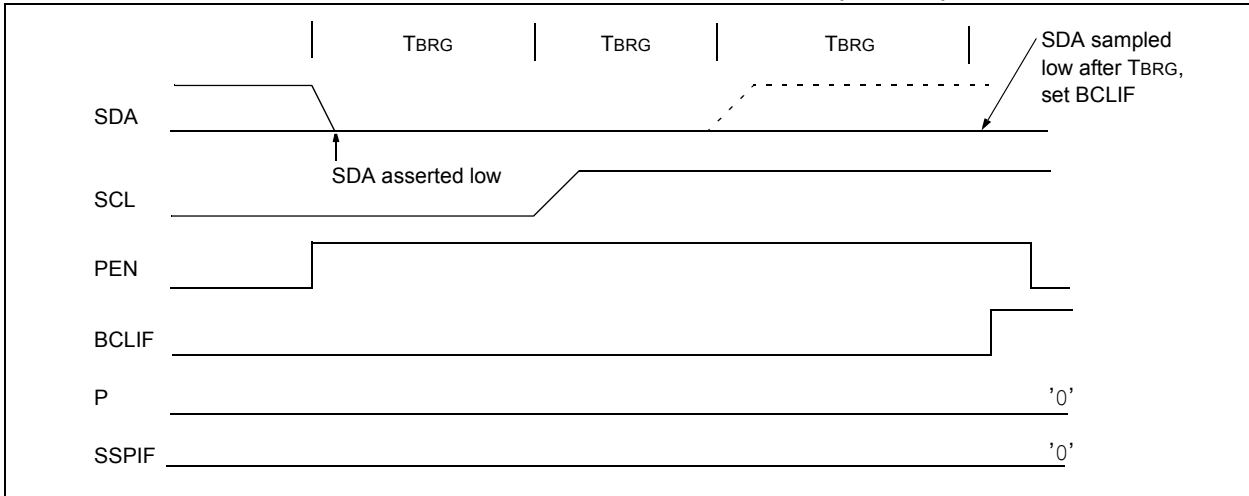 TBRG TBRG TBRG
SDA sampled
low after TBRG,
set BCLIF
SDA
SDA asserted low
SCL
PEN
BCLIF
P '0'
SSPIF '0'